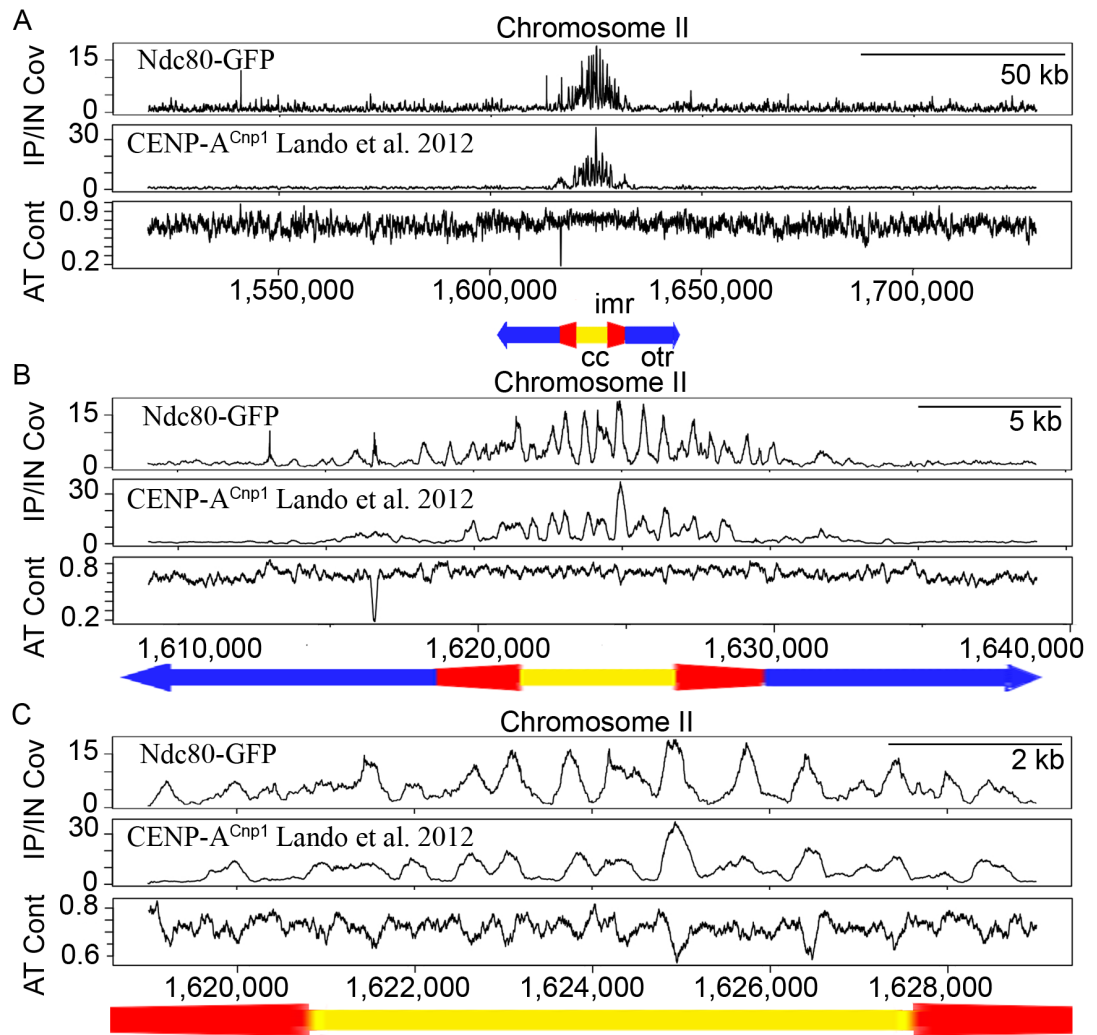 A
Chromosome II
Ndc80-GFP
50 kb
IP/IN Cov
15
0
CENP-A^Cnp1 Lando et al. 2012
30
0
AT Cont
0.9
0.2
1,550,000 1,600,000 1,650,000 1,700,000
imr
cc otr
B
Chromosome II
Ndc80-GFP
5 kb
IP/IN Cov
15
0
CENP-A^Cnp1 Lando et al. 2012
30
0
AT Cont
0.8
0.2
1,610,000 1,620,000 1,630,000 1,640,000
C
Chromosome II
Ndc80-GFP
2 kb
IP/IN Cov
15
0
CENP-A^Cnp1 Lando et al. 2012
30
0
AT Cont
0.8
0.6
1,620,000 1,622,000 1,624,000 1,626,000 1,628,000